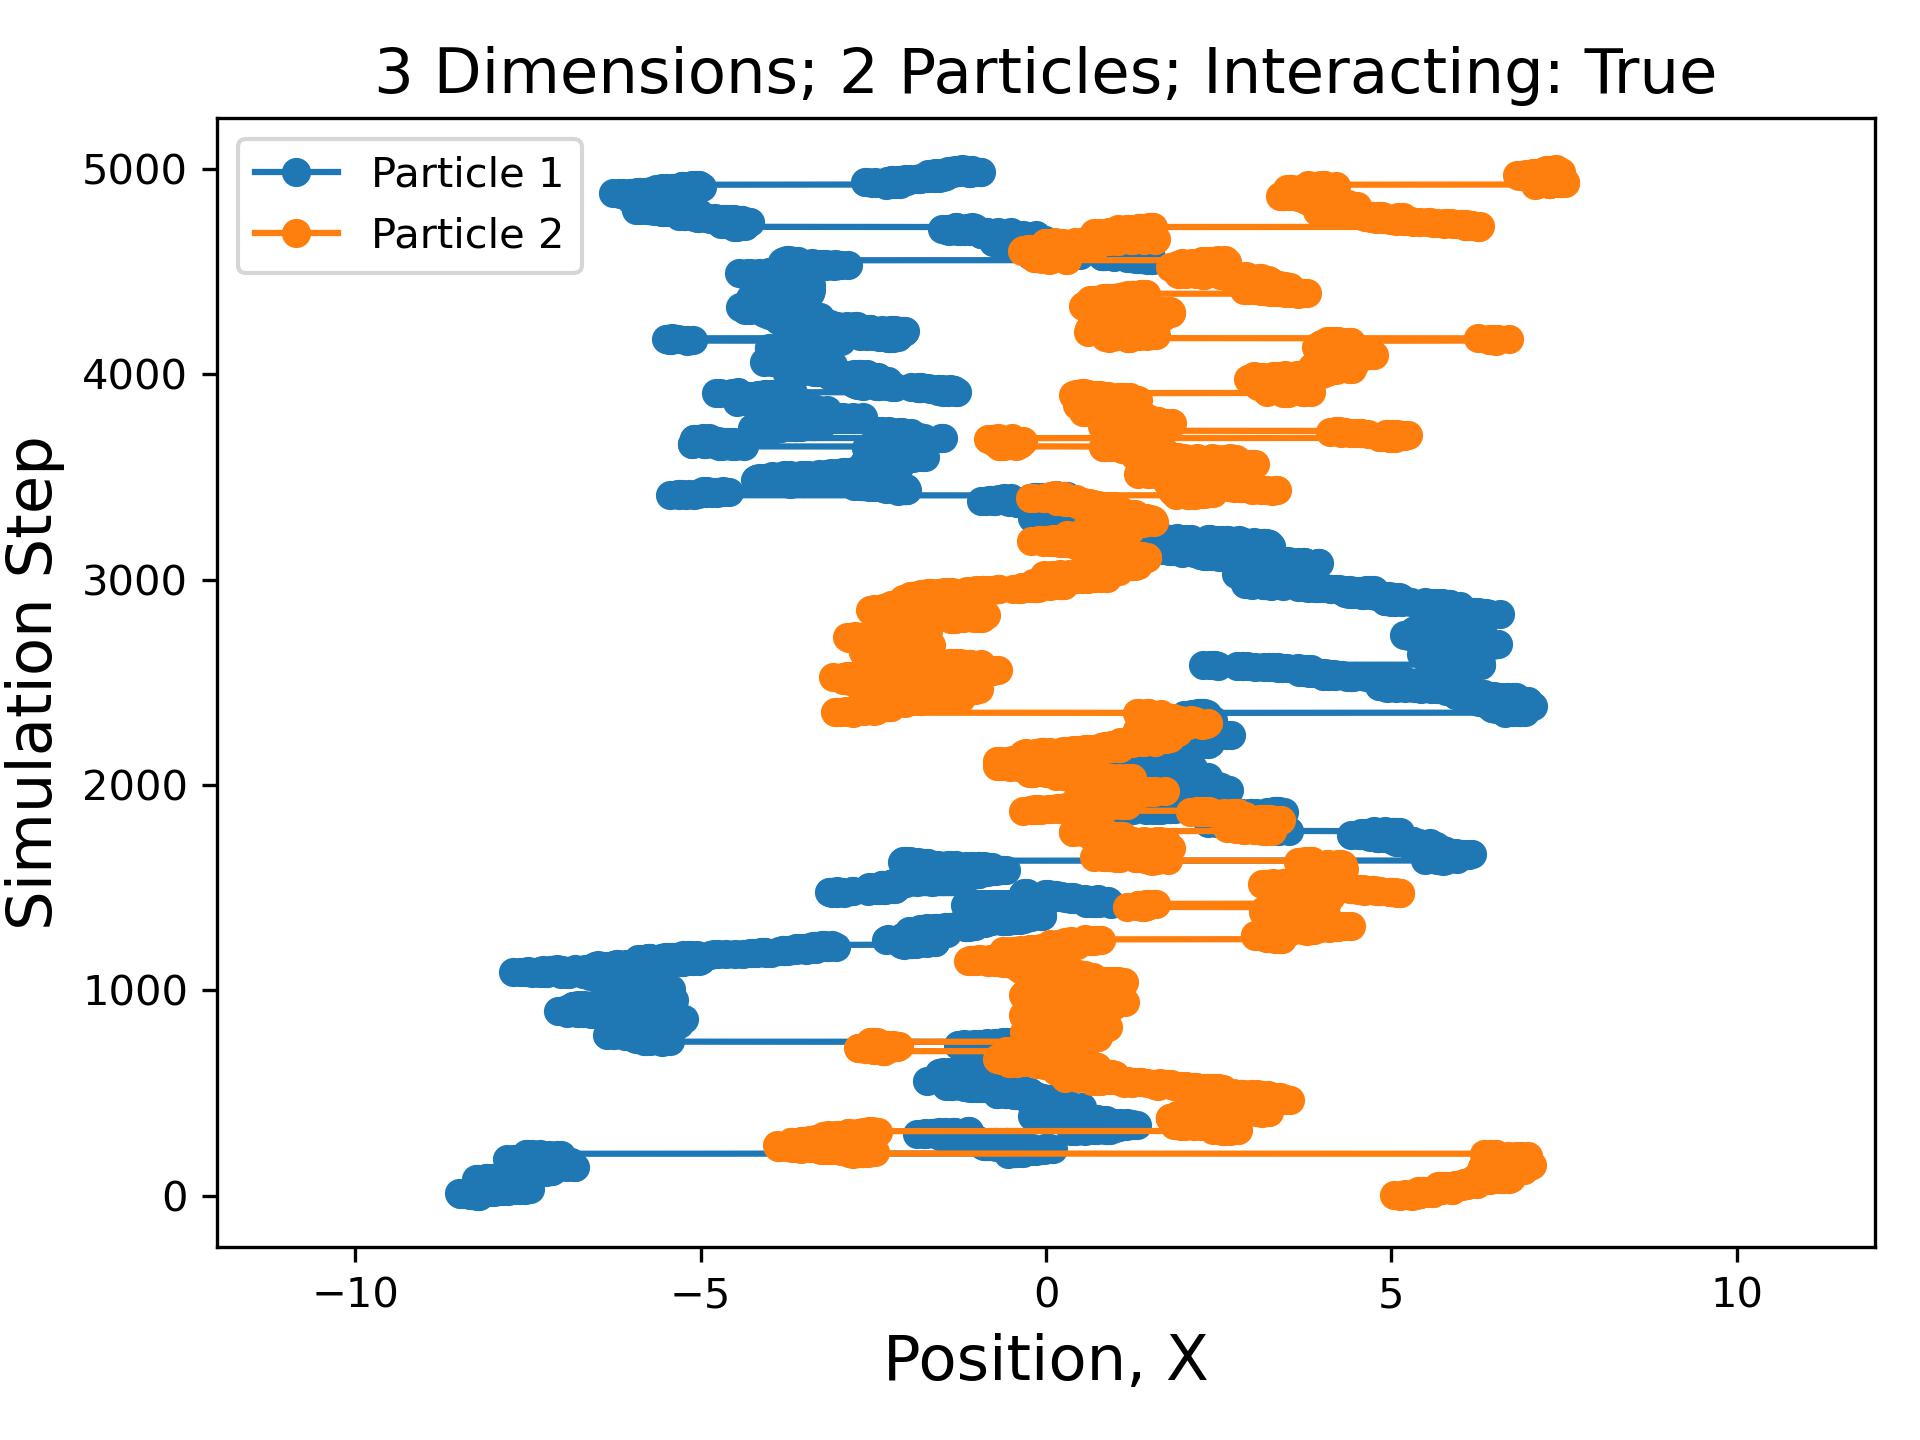 3 Dimensions; 2 Particles; Interacting: True
Particle 1
Particle 2
Simulation Step
5000
4000
3000
2000
1000
0
−10
−5
0
5
10
Position, X